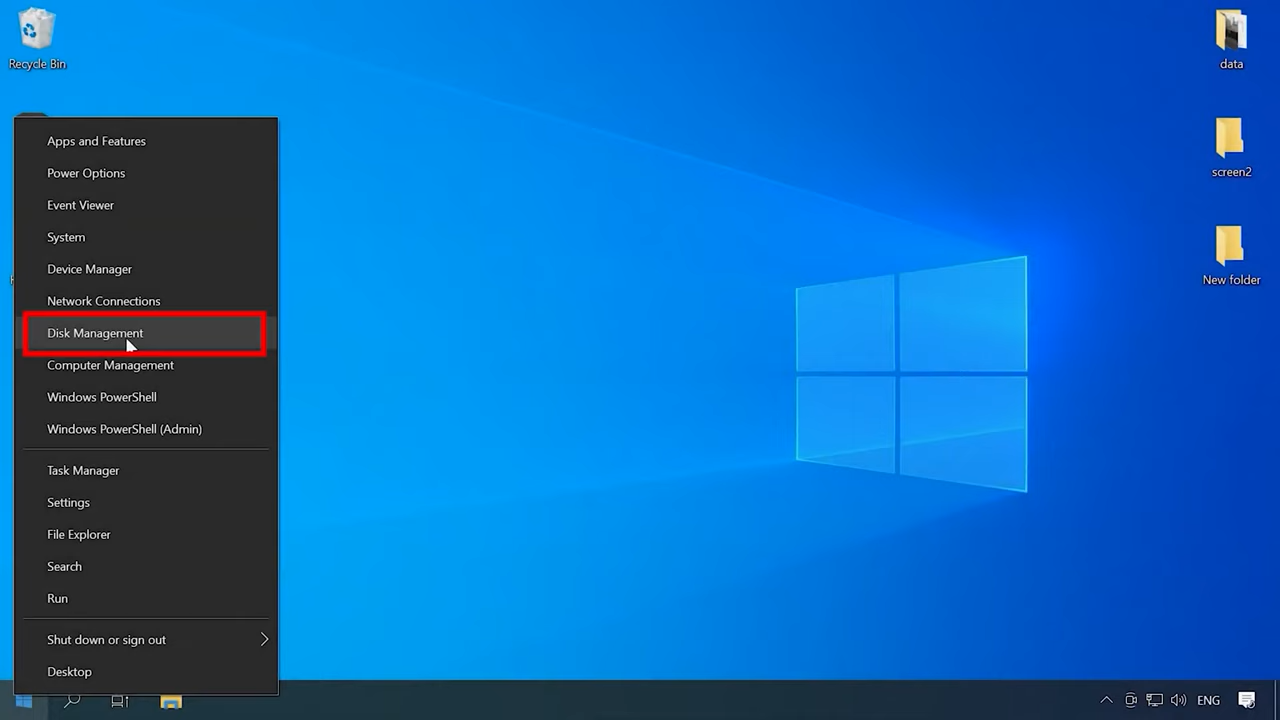 Recycle Bin
data
screen2
New folder
Apps and Features
Power Options
Event Viewer
System
Device Manager
Network Connections
Disk Management
Computer Management
Windows PowerShell
Windows PowerShell (Admin)
Task Manager
Settings
File Explorer
Search
Run
Shut down or sign out
Desktop
ENG